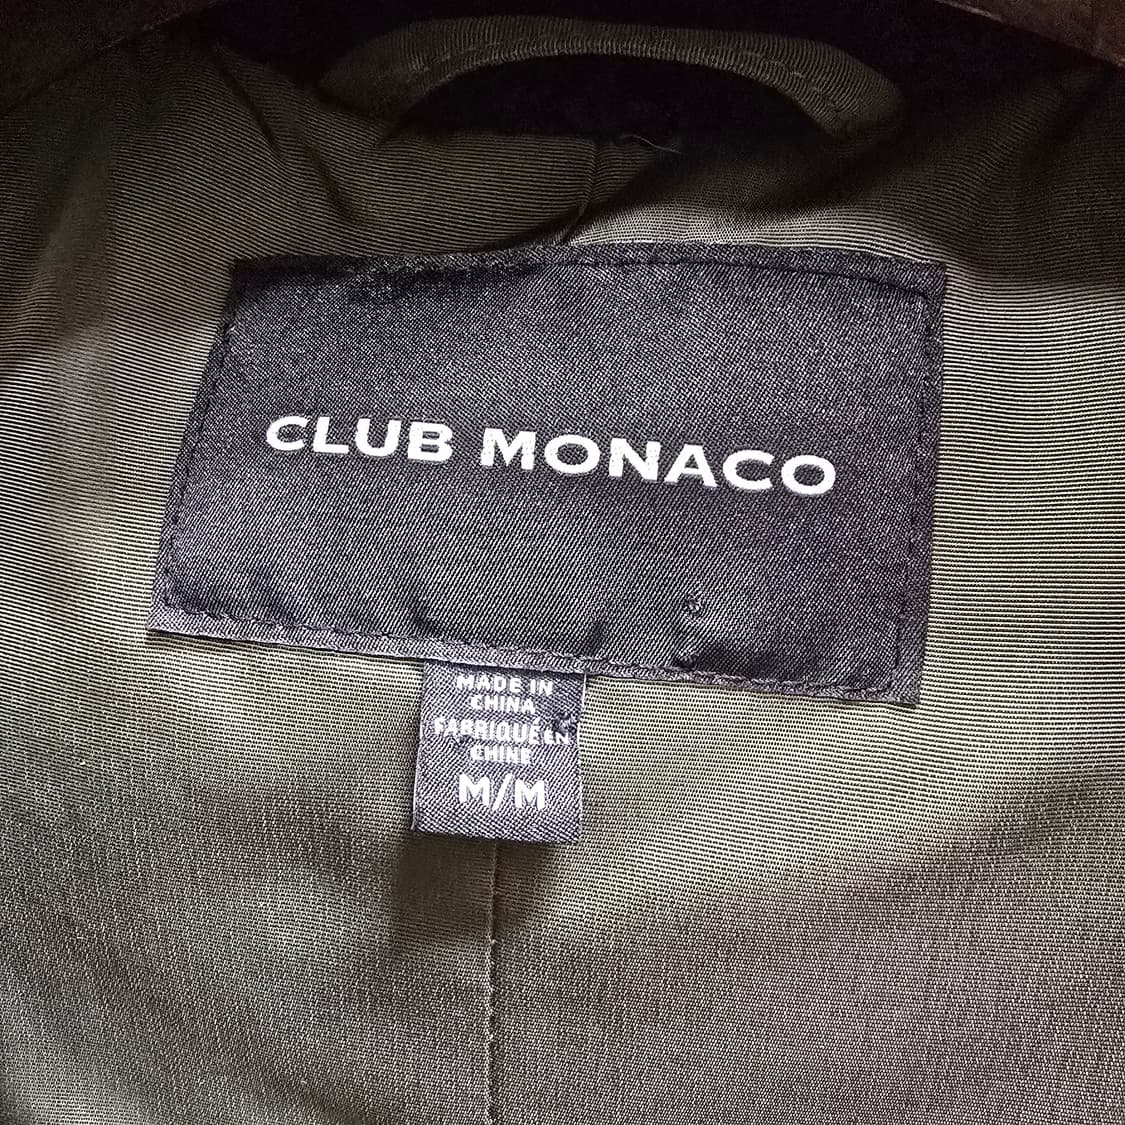 CLUB MONACO
MADE IN
CHINA
FABRIQUÉ EN
CHINE
M/M